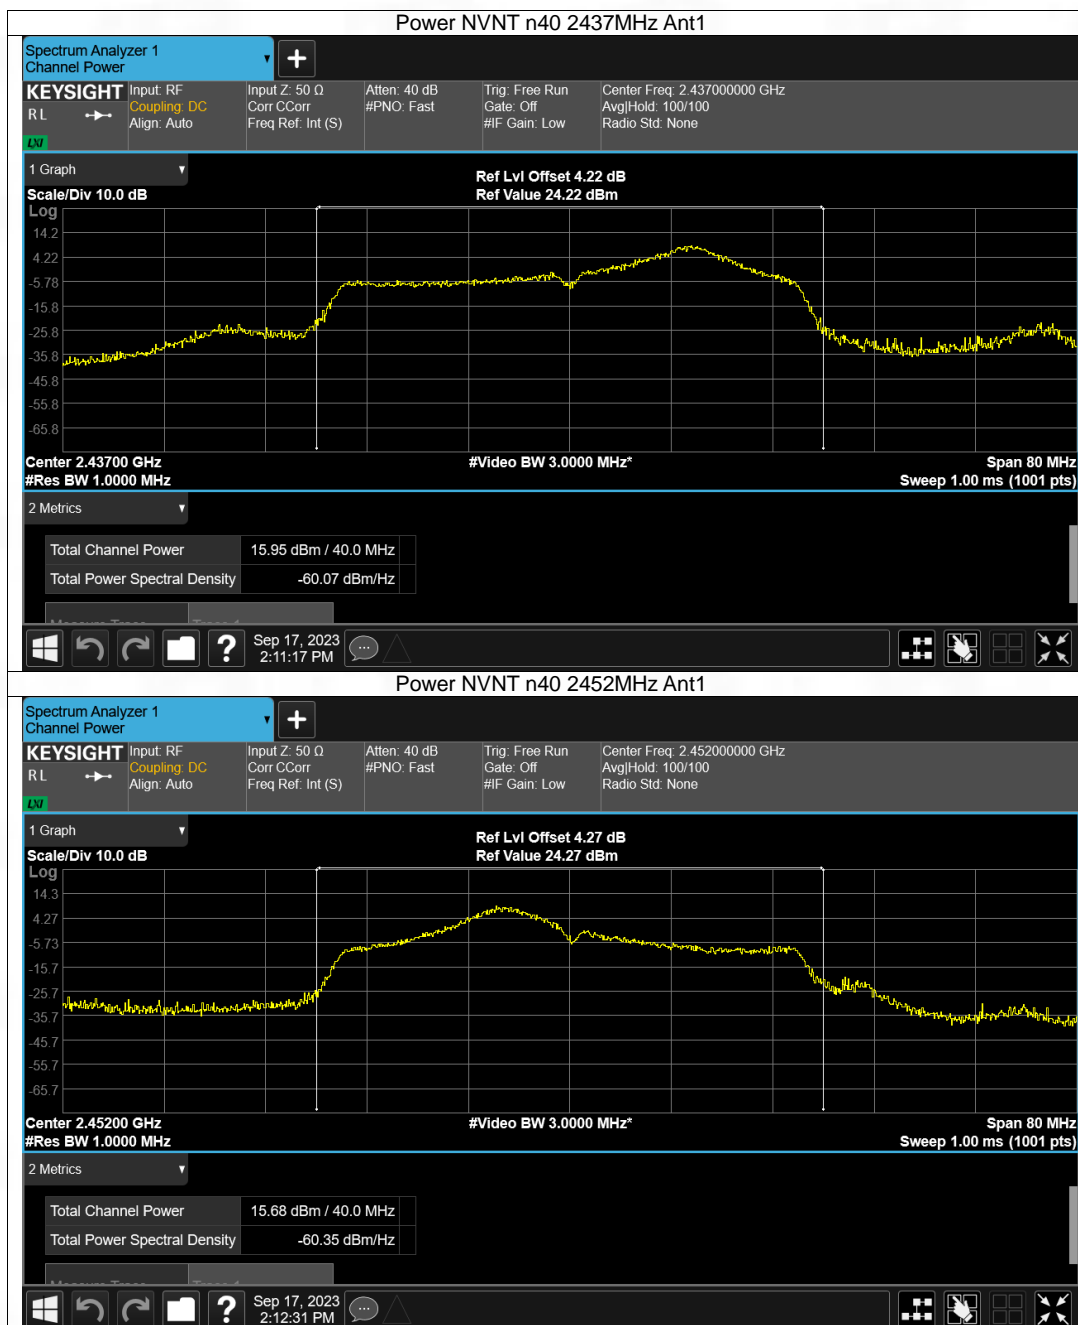 Power NVNT n40 2437MHz Ant1
Spectrum Analyzer 1
Channel Power
KEYSIGHT
RL
LXI
Input: RF
Coupling: DC
Align: Auto
Input Z: 50 Ω
Corr CCorr
Freq Ref: Int (S)
Atten: 40 dB
#PNO: Fast
Trig: Free Run
Gate: Off
#IF Gain: Low
Center Freq: 2.437000000 GHz
Avg|Hold: 100/100
Radio Std: None
1 Graph
Scale/Div 10.0 dB
Ref Lvl Offset 4.22 dB
Ref Value 24.22 dBm
Log
14.2
4.22
-5.78
-15.8
-25.8
-35.8
-45.8
-55.8
-65.8
Center 2.43700 GHz
#Res BW 1.0000 MHz
#Video BW 3.0000 MHz*
Span 80 MHz
Sweep 1.00 ms (1001 pts)
2 Metrics
Total Channel Power 15.95 dBm / 40.0 MHz
Total Power Spectral Density -60.07 dBm/Hz
Sep 17, 2023
2:11:17 PM
Power NVNT n40 2452MHz Ant1
Spectrum Analyzer 1
Channel Power
KEYSIGHT
RL
LXI
Input: RF
Coupling: DC
Align: Auto
Input Z: 50 Ω
Corr CCorr
Freq Ref: Int (S)
Atten: 40 dB
#PNO: Fast
Trig: Free Run
Gate: Off
#IF Gain: Low
Center Freq: 2.452000000 GHz
Avg|Hold: 100/100
Radio Std: None
1 Graph
Scale/Div 10.0 dB
Ref Lvl Offset 4.27 dB
Ref Value 24.27 dBm
Log
14.3
4.27
-5.73
-15.7
-25.7
-35.7
-45.7
-55.7
-65.7
Center 2.45200 GHz
#Res BW 1.0000 MHz
#Video BW 3.0000 MHz*
Span 80 MHz
Sweep 1.00 ms (1001 pts)
2 Metrics
Total Channel Power 15.68 dBm / 40.0 MHz
Total Power Spectral Density -60.35 dBm/Hz
Sep 17, 2023
2:12:31 PM